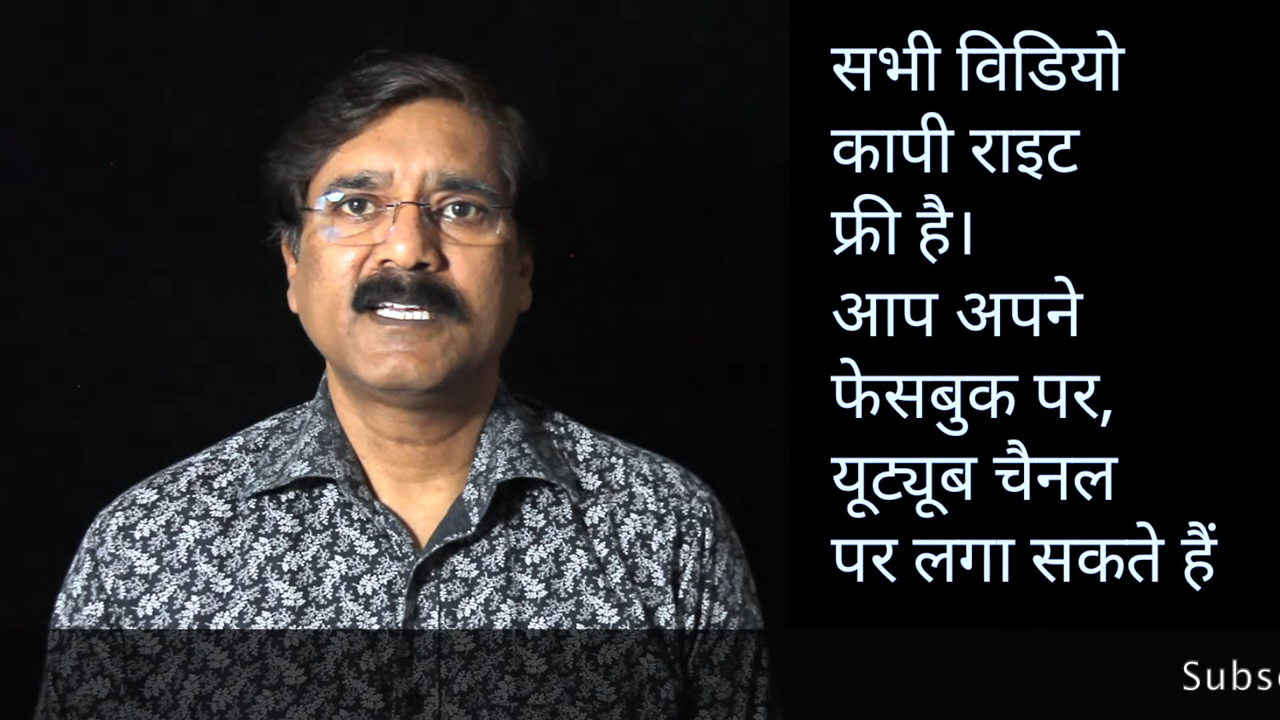 सभी विडियो
कापी राइट
फ्री है।
आप अपने
फेसबुक पर,
यूट्यूब चैनल
पर लगा सकते हैं